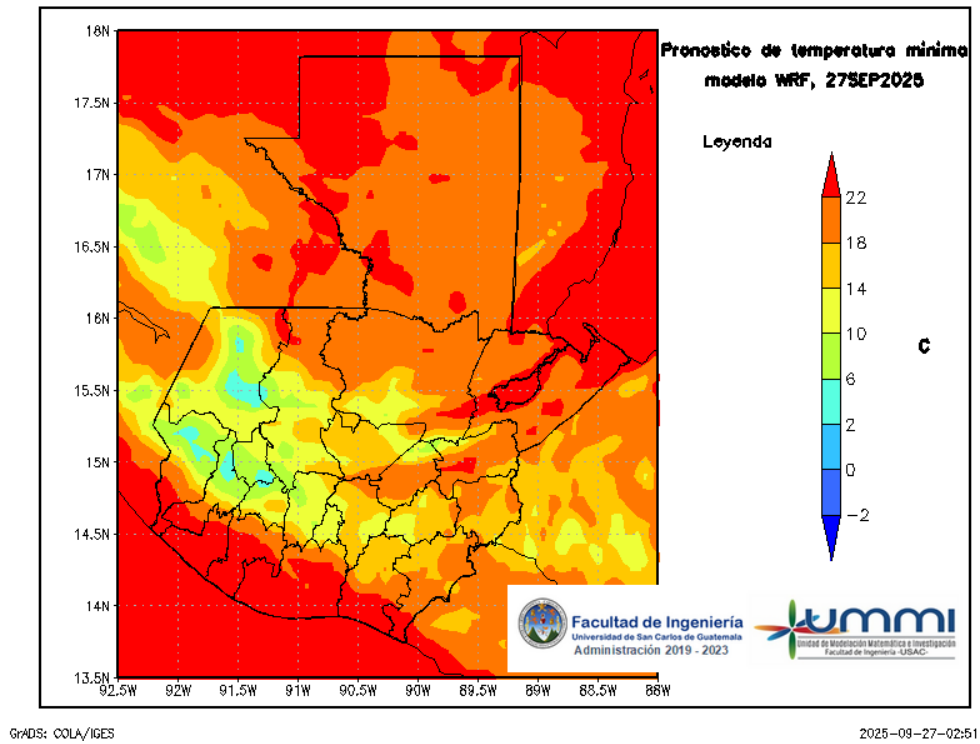 Pronostico de temperatura minima
modelo WRF, 27SEP2025
Leyenda
18N
17.5N
17N
16.5N
16N
15.5N
15N
14.5N
14N
13.5N
92.5W
92W
91.5W
91W
90.5W
90W
89.5W
89W
88.5W
88W
22
18
14
10
6
2
0
−2
C
Facultad de Ingeniería
Universidad de San Carlos de Guatemala
Administración 2019 - 2023
ummi
Unidad de Modelación Matemática e Investigación
Facultad de Ingeniería -USAC-
GrADS: COLA/IGES
2025-09-27-02:51